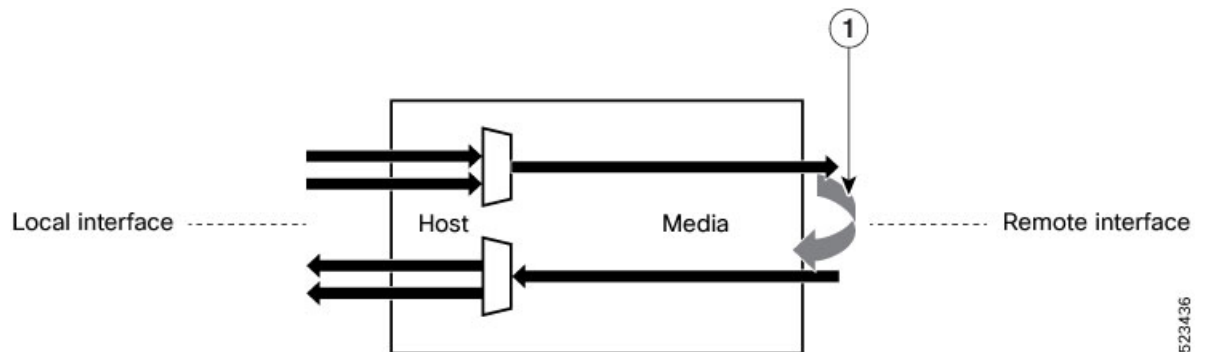 1
Local interface
Host
Media
Remote interface
523436